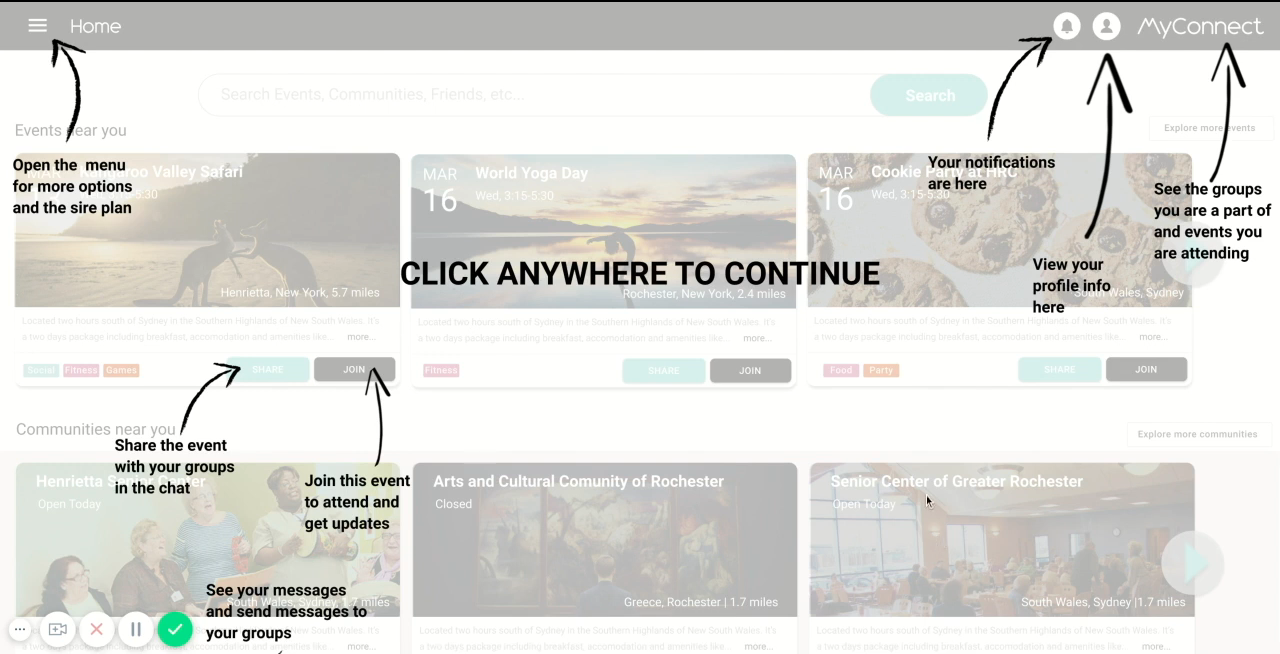 Home
MyConnect
Search Events, Communities, Friends, etc...
Search
Events near you
Explore more events
Open the menu
for more options
and the sire plan
MAR
Kangaroo Valley Safari
5:30
Henrietta, New York, 5.7 miles
MAR
16
World Yoga Day
Wed, 3:15-5:30
Rochester, New York, 2.4 miles
MAR
16
Cookie Party at HRC
Wed, 3:15-5:30
South Wales, Sydney
Your notifications
are here
View your
profile info
here
See the groups
you are a part of
and events you
are attending
CLICK ANYWHERE TO CONTINUE
Located two hours south of Sydney in the Southern Highlands of New South Wales. It's
a two days package including breakfast, accomodation and amenities like... more...
Social Fitness Games
SHARE
JOIN
Located two hours south of Sydney in the Southern Highlands of New South Wales. It's
a two days package including breakfast, accomodation and amenities like... more...
Fitness
SHARE
JOIN
Located two hours south of Sydney in the Southern Highlands of New South Wales. It's
a two days package including breakfast, accomodation and amenities like... more...
Food Party
SHARE
JOIN
Share the event
with your groups
in the chat
Join this event
to attend and
get updates
Communities near you
Explore more communities
Henrietta Senior Center
Open Today
South Wales, Sydney, 1.7 miles
Arts and Cultural Comunity of Rochester
Closed
Greece, Rochester | 1.7 miles
Senior Center of Greater Rochester
Open Today
South Wales, Sydney |1.7 miles
See your messages
and send messages to
your groups
Located two hours south of Sydney in the Southern Highlands of New South Wales. It's
a two days package including breakfast, accomodation and amenities like... more...
Located two hours south of Sydney in the Southern Highlands of New South Wales. It's
a two days package including breakfast, accomodation and amenities like... more...